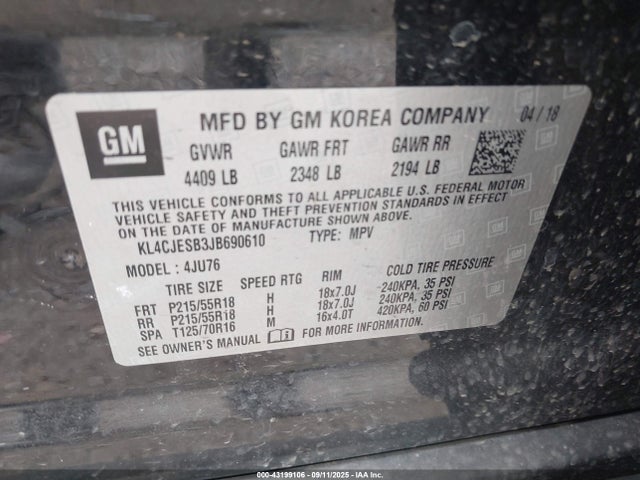 GM
MFD BY GM KOREA COMPANY 04/18
GVWR GAWR FRT GAWR RR
4409 LB 2348 LB 2194 LB
THIS VEHICLE CONFORMS TO ALL APPLICABLE U.S. FEDERAL MOTOR
VEHICLE SAFETY AND THEFT PREVENTION STANDARDS IN EFFECT
ON THE DATE OF MANUFACTURE SHOWN ABOVE.
KL4CJESB3JB690610 TYPE: MPV
MODEL: 4JU76
TIRE SIZE SPEED RTG RIM COLD TIRE PRESSURE
FRT P215/55R18 H 18x7.0J 240KPA, 35 PSI
RR P215/55R18 H 18x7.0J 240KPA, 35 PSI
SPA T125/70R16 M 16x4.0T 420KPA, 60 PSI
SEE OWNER'S MANUAL FOR MORE INFORMATION.
000-43199106 - 09/11/2025 - ©IAA Inc.